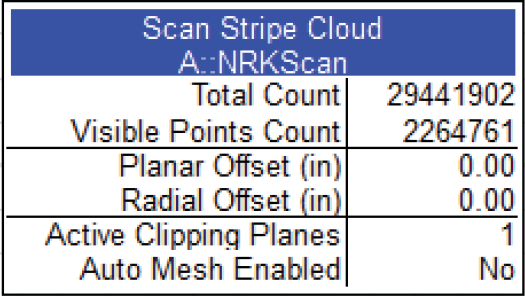 Scan Stripe Cloud
A::NRKScan
Total Count 29441902
Visible Points Count 2264761
Planar Offset (in) 0.00
Radial Offset (in) 0.00
Active Clipping Planes 1
Auto Mesh Enabled No